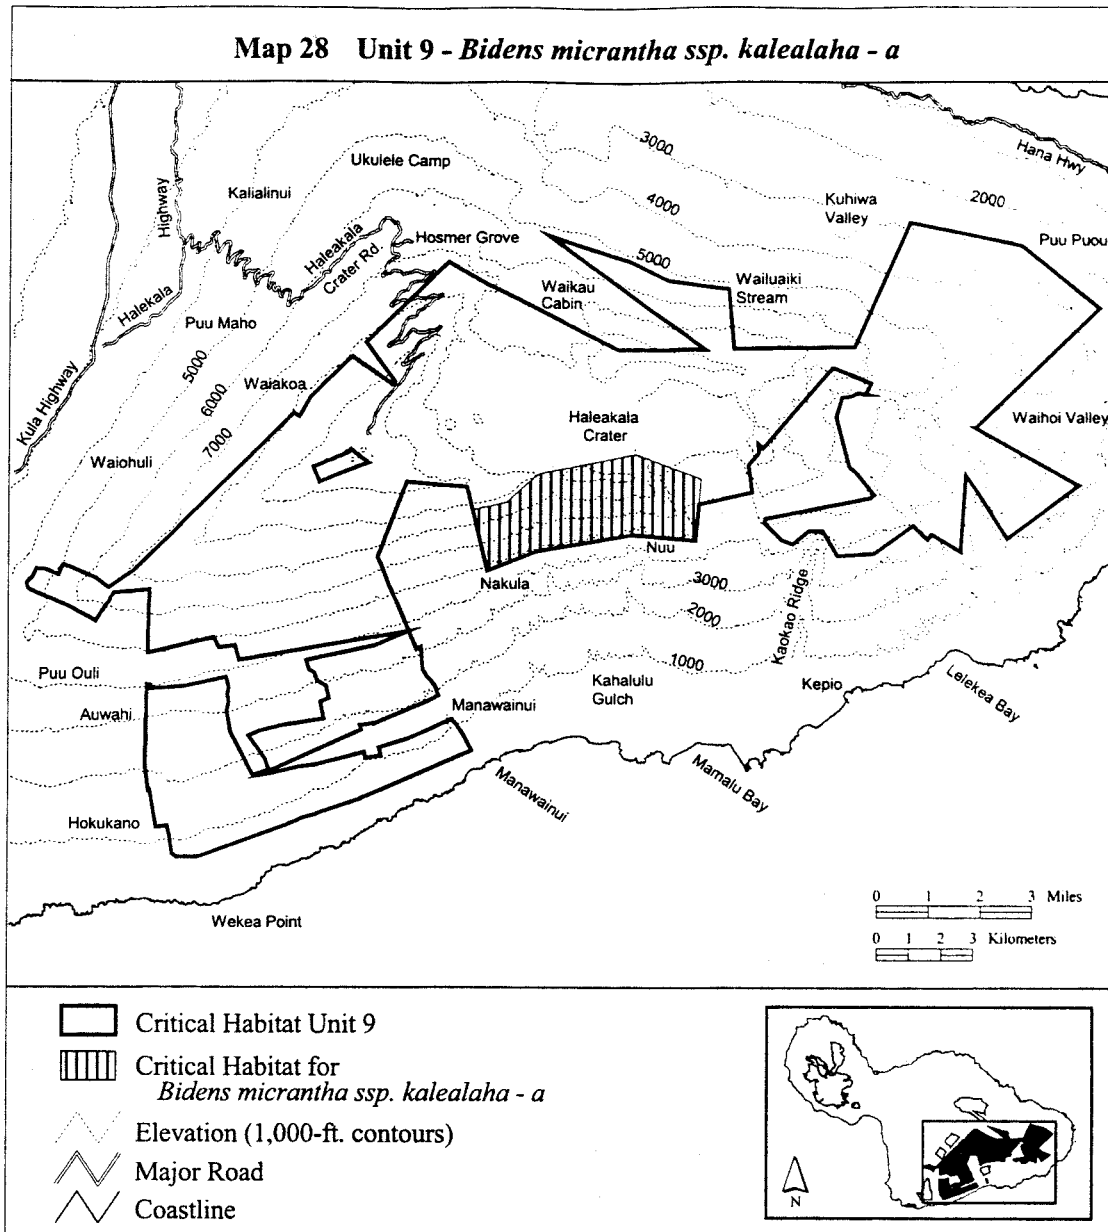 Map 28 Unit 9 - Bidens micrantha ssp. kalealaha - a
3000
Hana Hwy
Ukulele Camp
Kalialinui
4000
Kuhiwa
Valley
2000
Highway
Haleakala
Crater Rd.
Hosmer Grove
5000
Puu Puou
Waikau
Cabin
Wailuaiki
Stream
Halekala
Puu Maho
5000
Kula Highway
Waiakoa
6000
Haleakala
Crater
Waihoi Valley
7000
Waiohuli
Nuu
Nakula
3000
2000
Kaokao Ridge
1000
Puu Ouli
Kahalulu
Gulch
Kepio
Lelekea Bay
Auwahi
Manawainui
Mamalu Bay
Manawainui
Hokukano
0 1 2 3 Miles
Wekea Point
0 1 2 3 Kilometers
Critical Habitat Unit 9
Critical Habitat for
Bidens micrantha ssp. kalealaha - a
Elevation (1,000-ft. contours)
Major Road
Coastline
N